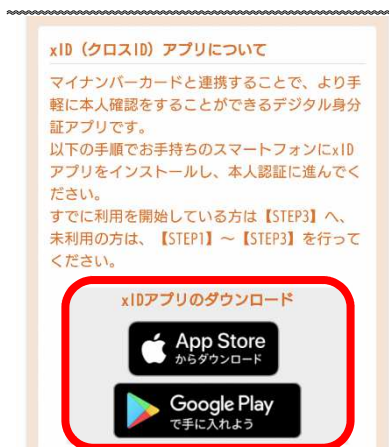 xID（クロスID）アプリについて
マイナンバーカードと連携することで、より手
軽に本人確認をすることができるデジタル身分
証アプリです。
以下の手順でお手持ちのスマートフォンにxID
アプリをインストールし、本人認証に進んでく
ださい。
すでに利用を開始している方は【STEP3】へ、
未利用の方は、【STEP1】～【STEP3】を行って
ください。
xIDアプリのダウンロード
App Store
からダウンロード
Google Play
で手に入れよう